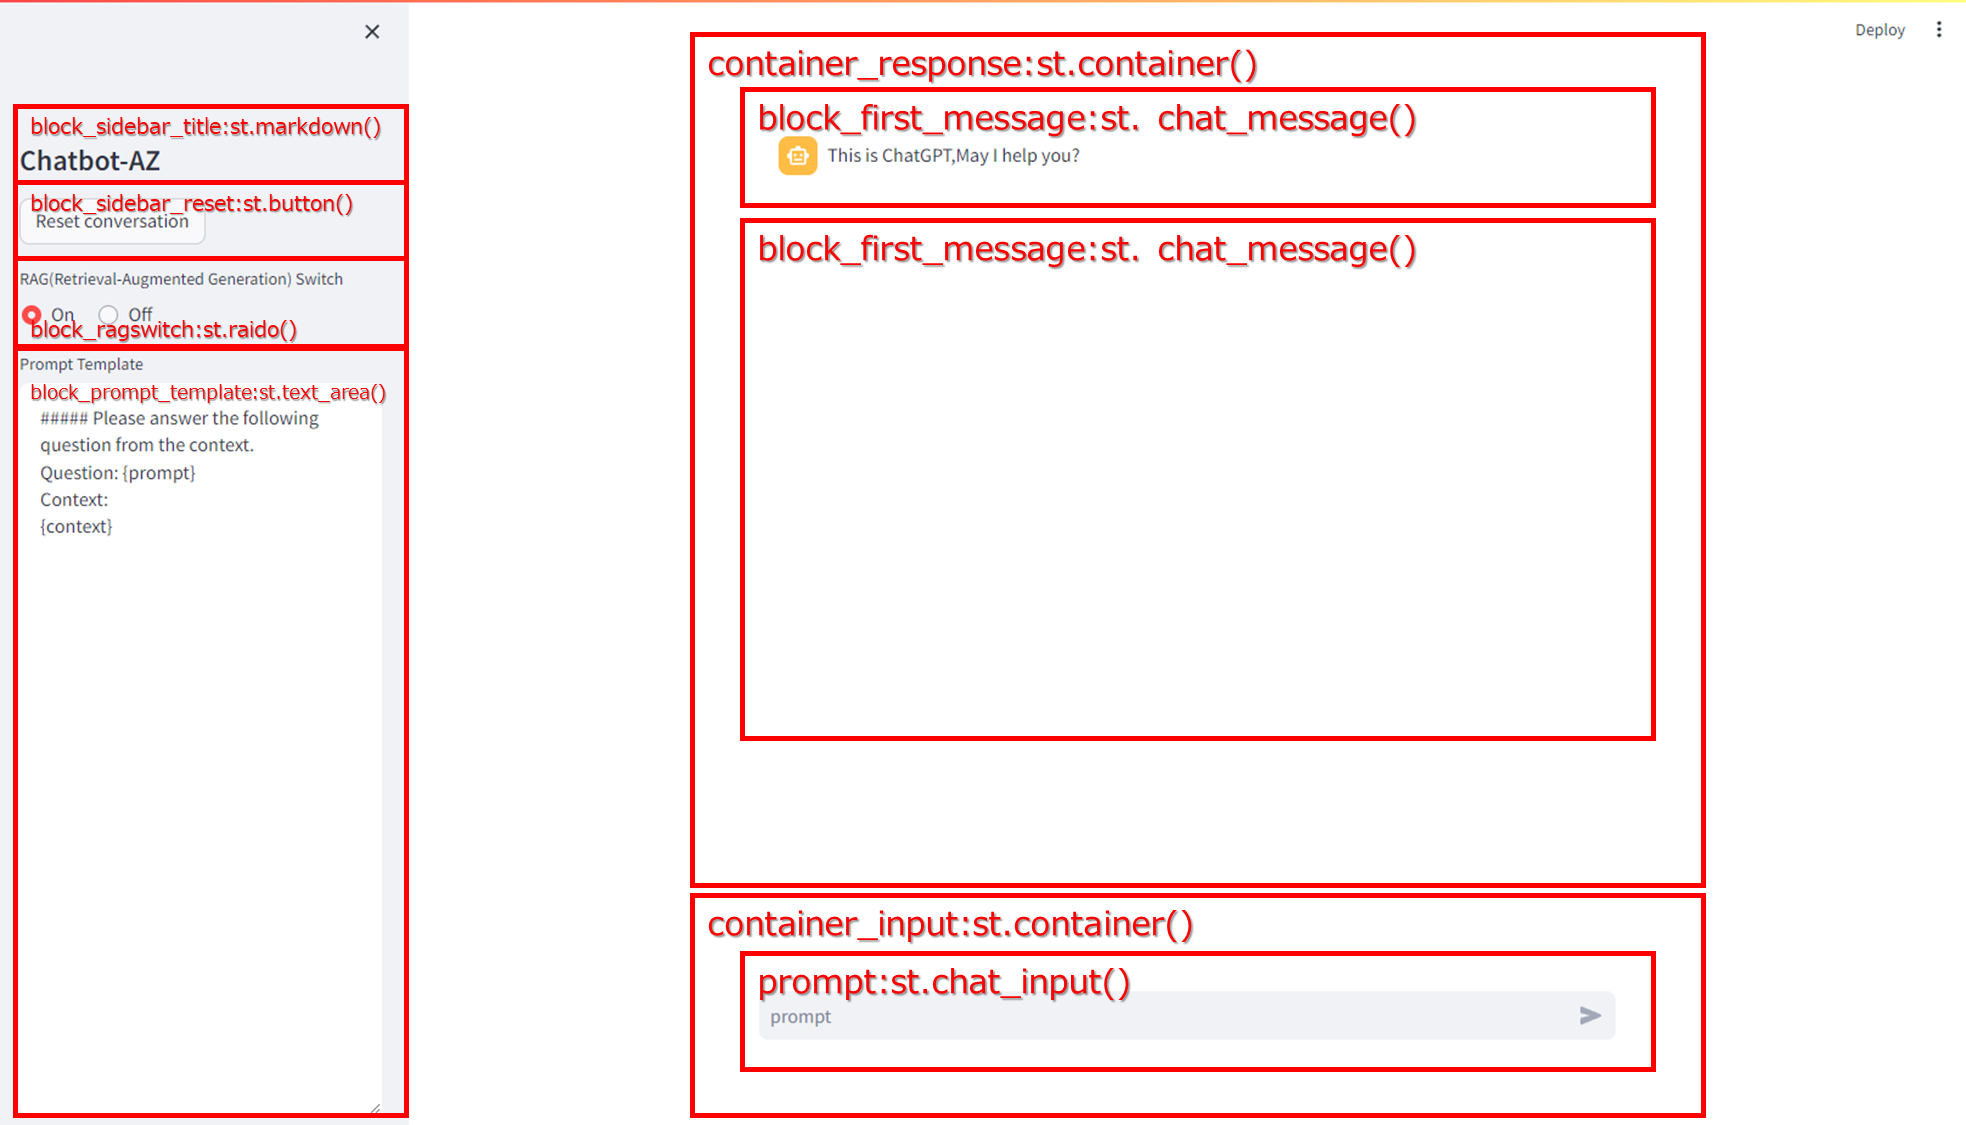 block_sidebar_title:st.markdown()
Chatbot-AZ
block_sidebar_reset:st.button()
Reset conversation
RAG(Retrieval-Augmented Generation) Switch
On Off
block_ragswitch:st.raido()
Prompt Template
block_prompt_template:st.text_area()
##### Please answer the following
question from the context.
Question: {prompt}
Context:
{context}
Deploy
container_response:st.container()
block_first_message:st. chat_message()
This is ChatGPT,May I help you?
block_first_message:st. chat_message()
container_input:st.container()
prompt:st.chat_input()
prompt